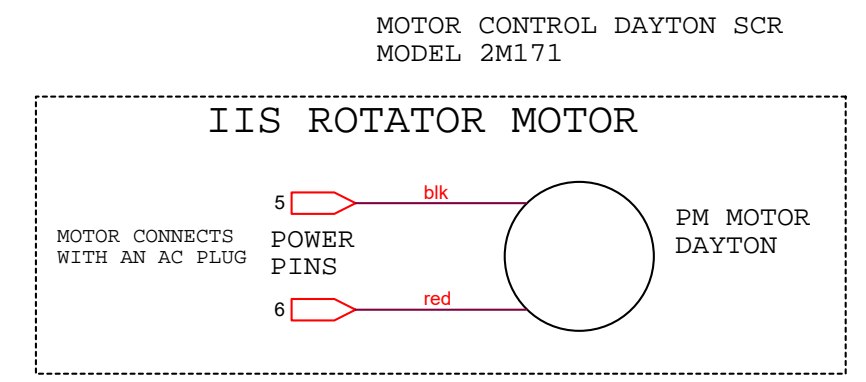 MOTOR CONTROL DAYTON SCR
MODEL 2M171
IIS ROTATOR MOTOR
5
blk
MOTOR CONNECTS
WITH AN AC PLUG
POWER
PINS
PM MOTOR
DAYTON
6
red